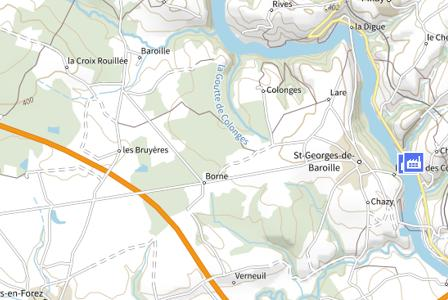 402
Rives
la Digue
Baroille
la Croix Rouillée
la Goutte de Colonges
Colonges
Lare
400
les Bruyères
St-Georges-de-
Baroille
Borne
Chazy
Verneuil